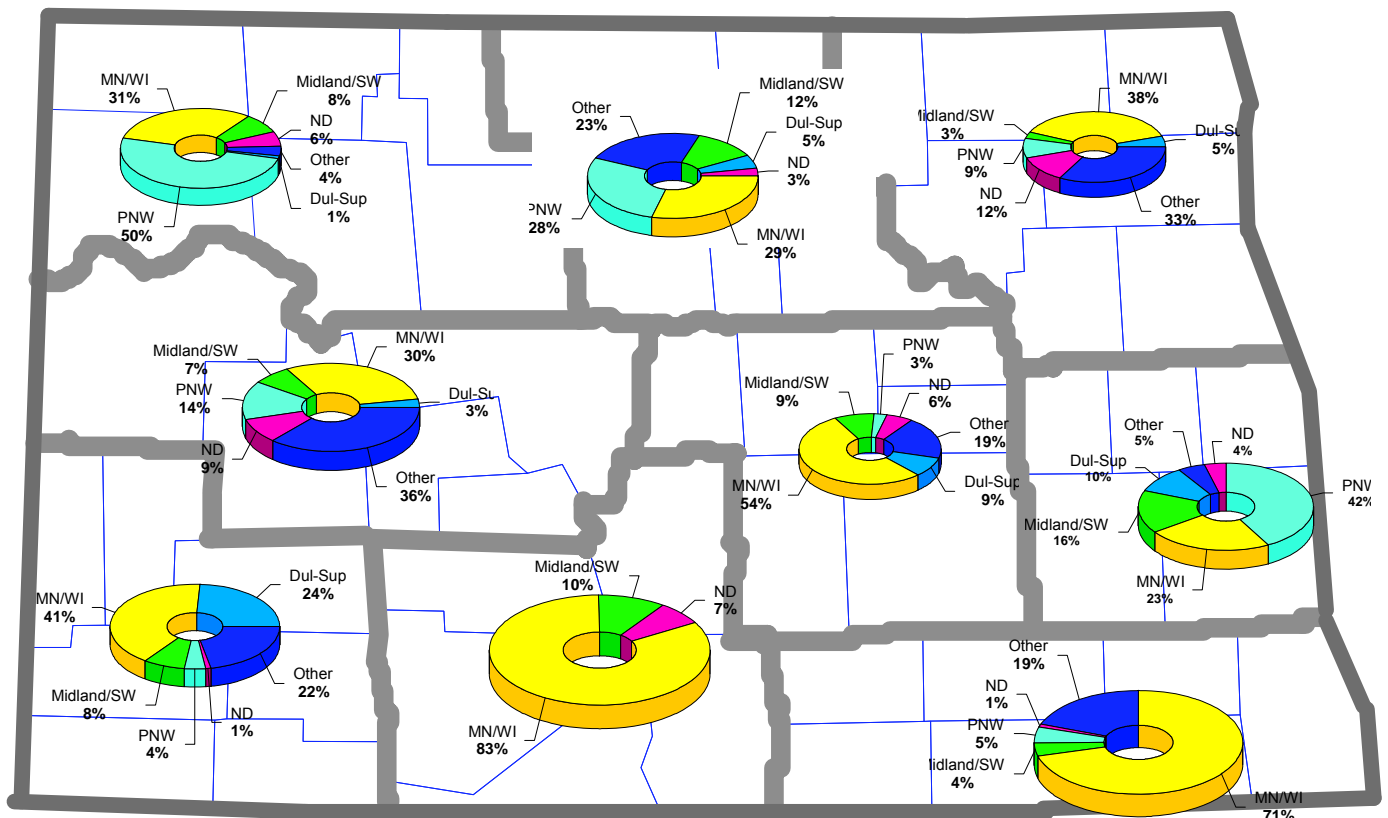 MN/WI
31%
Midland/SW
8%
ND
6%
Other
4%
Dul-Sup
1%
PNW
50%
Other
23%
Midland/SW
12%
Dul-Sup
5%
ND
3%
MN/WI
29%
PNW
28%
MN/WI
38%
Midland/SW
3%
PNW
9%
ND
12%
Dul-Su
5%
Other
33%
MN/WI
30%
Midland/SW
7%
PNW
14%
ND
9%
Dul-Su
3%
Other
36%
PNW
3%
Midland/SW
9%
ND
6%
Other
19%
Dul-Sup
9%
MN/WI
54%
Other
5%
ND
4%
Dul-Sup
10%
Midland/SW
16%
MN/WI
23%
PNW
42%
Dul-Sup
24%
MN/WI
41%
Midland/SW
8%
PNW
4%
ND
1%
Other
22%
Midland/SW
10%
ND
7%
MN/WI
83%
Other
19%
ND
1%
PNW
5%
Midland/SW
4%
MN/WI
71%